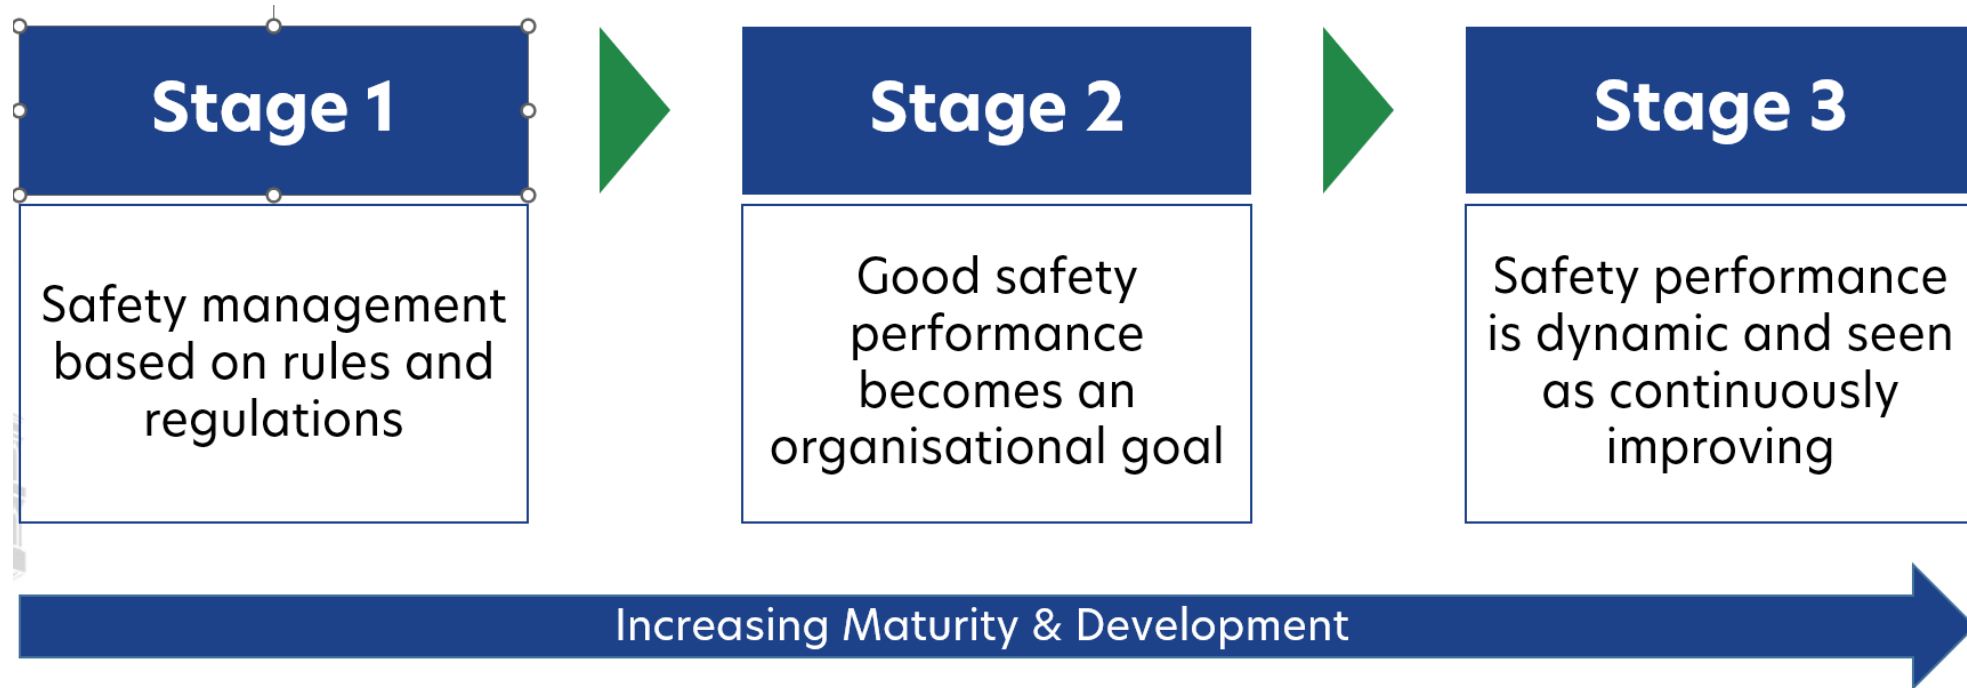 Stage 1
Safety management
based on rules and
regulations
Stage 2
Good safety
performance
becomes an
organisational goal
Stage 3
Safety performance
is dynamic and seen
as continuously
improving
Increasing Maturity & Development